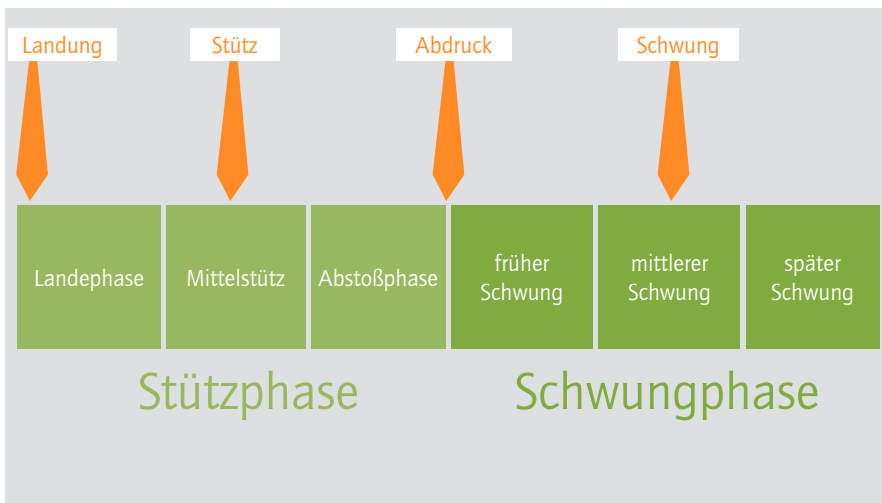 Landung
Stütz
Abdruck
Schwung
Landephase
Mittelstütz
Abstoßphase
früher
Schwung
mittlerer
Schwung
später
Schwung
Stützphase
Schwungphase